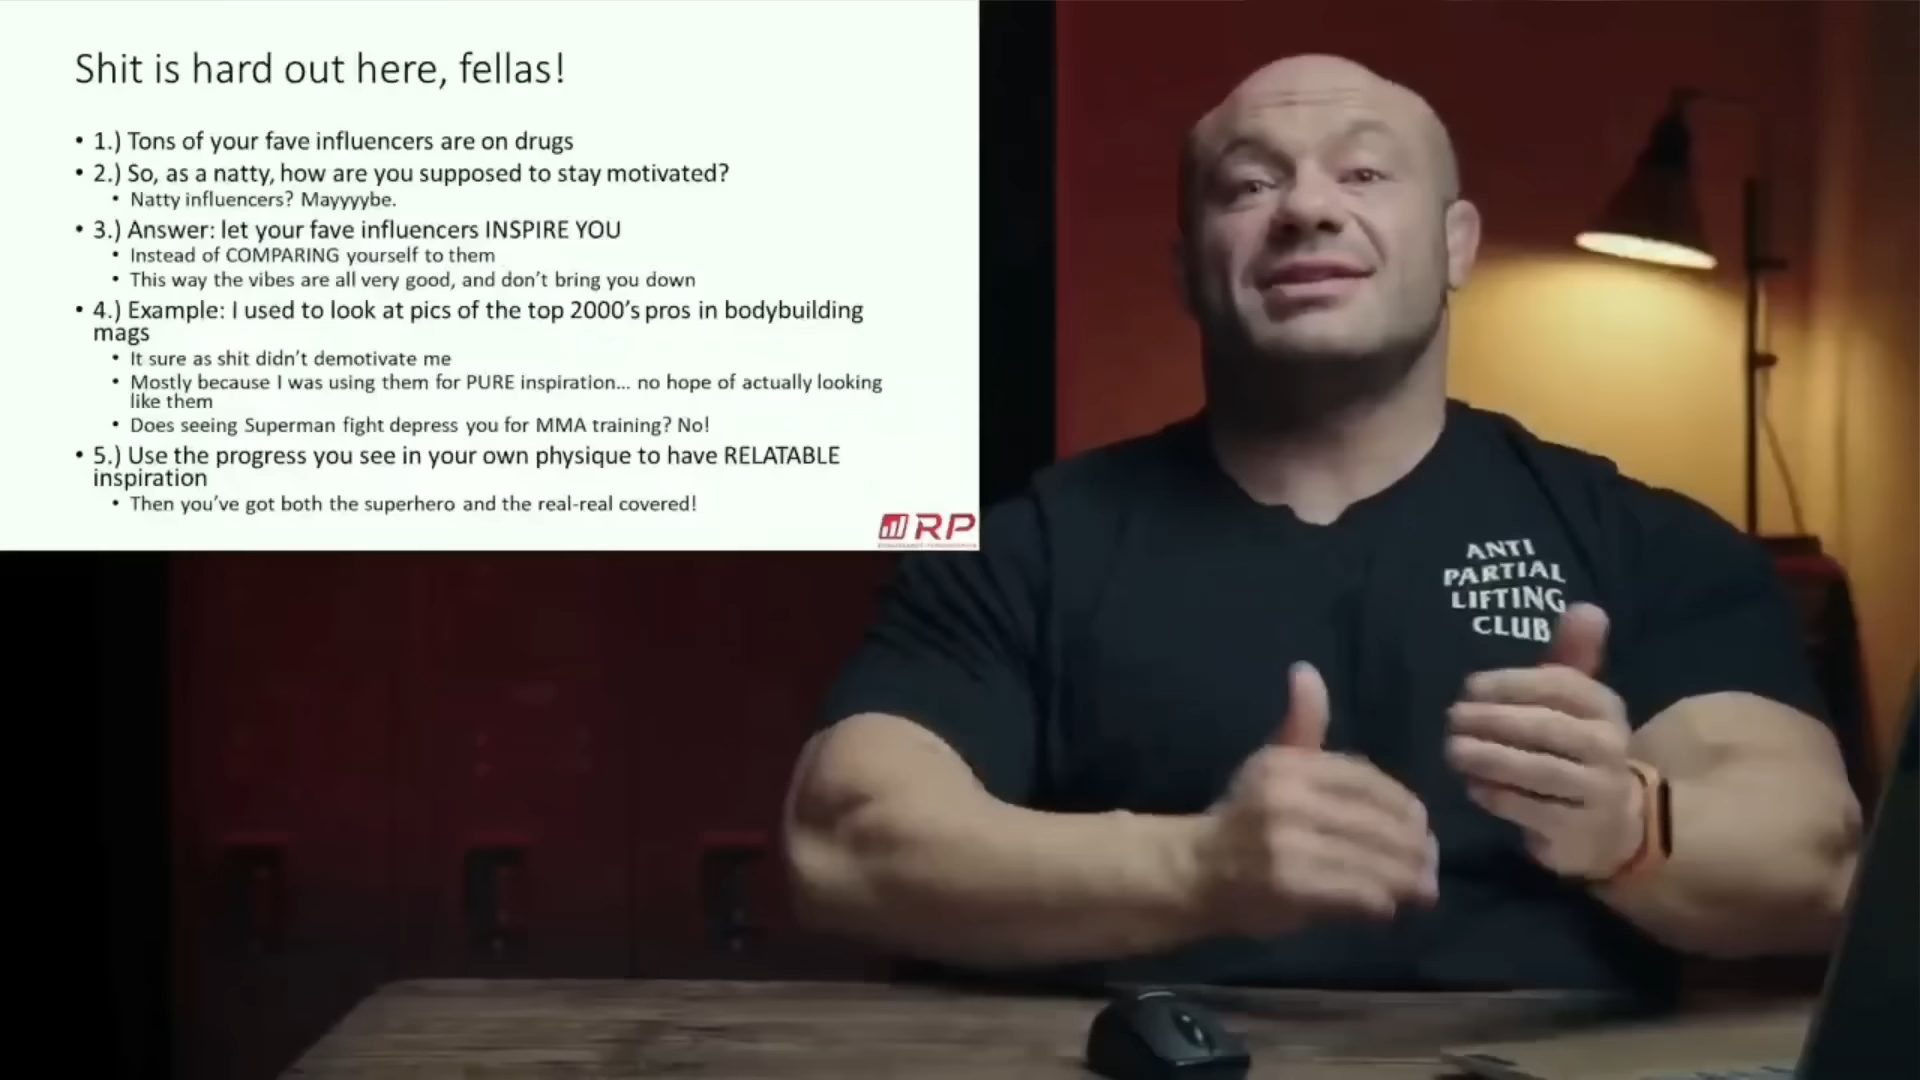 Shit is hard out here, fellas!
• 1.) Tons of your fave influencers are on drugs
• 2.) So, as a natty, how are you supposed to stay motivated?
• Natty influencers? Mayyyybe.
• 3.) Answer: let your fave influencers INSPIRE YOU
• Instead of COMPARING yourself to them
• This way the vibes are all very good, and don't bring you down
• 4.) Example: I used to look at pics of the top 2000's pros in bodybuilding
mags
• It sure as shit didn't demotivate me
• Mostly because I was using them for PURE inspiration... no hope of actually looking
like them
• Does seeing Superman fight depress you for MMA training? No!
• 5.) Use the progress you see in your own physique to have RELATABLE
inspiration
• Then you've got both the superhero and the real-real covered!
RP
ANTI
PARTIAL
LIFTING
CLUB